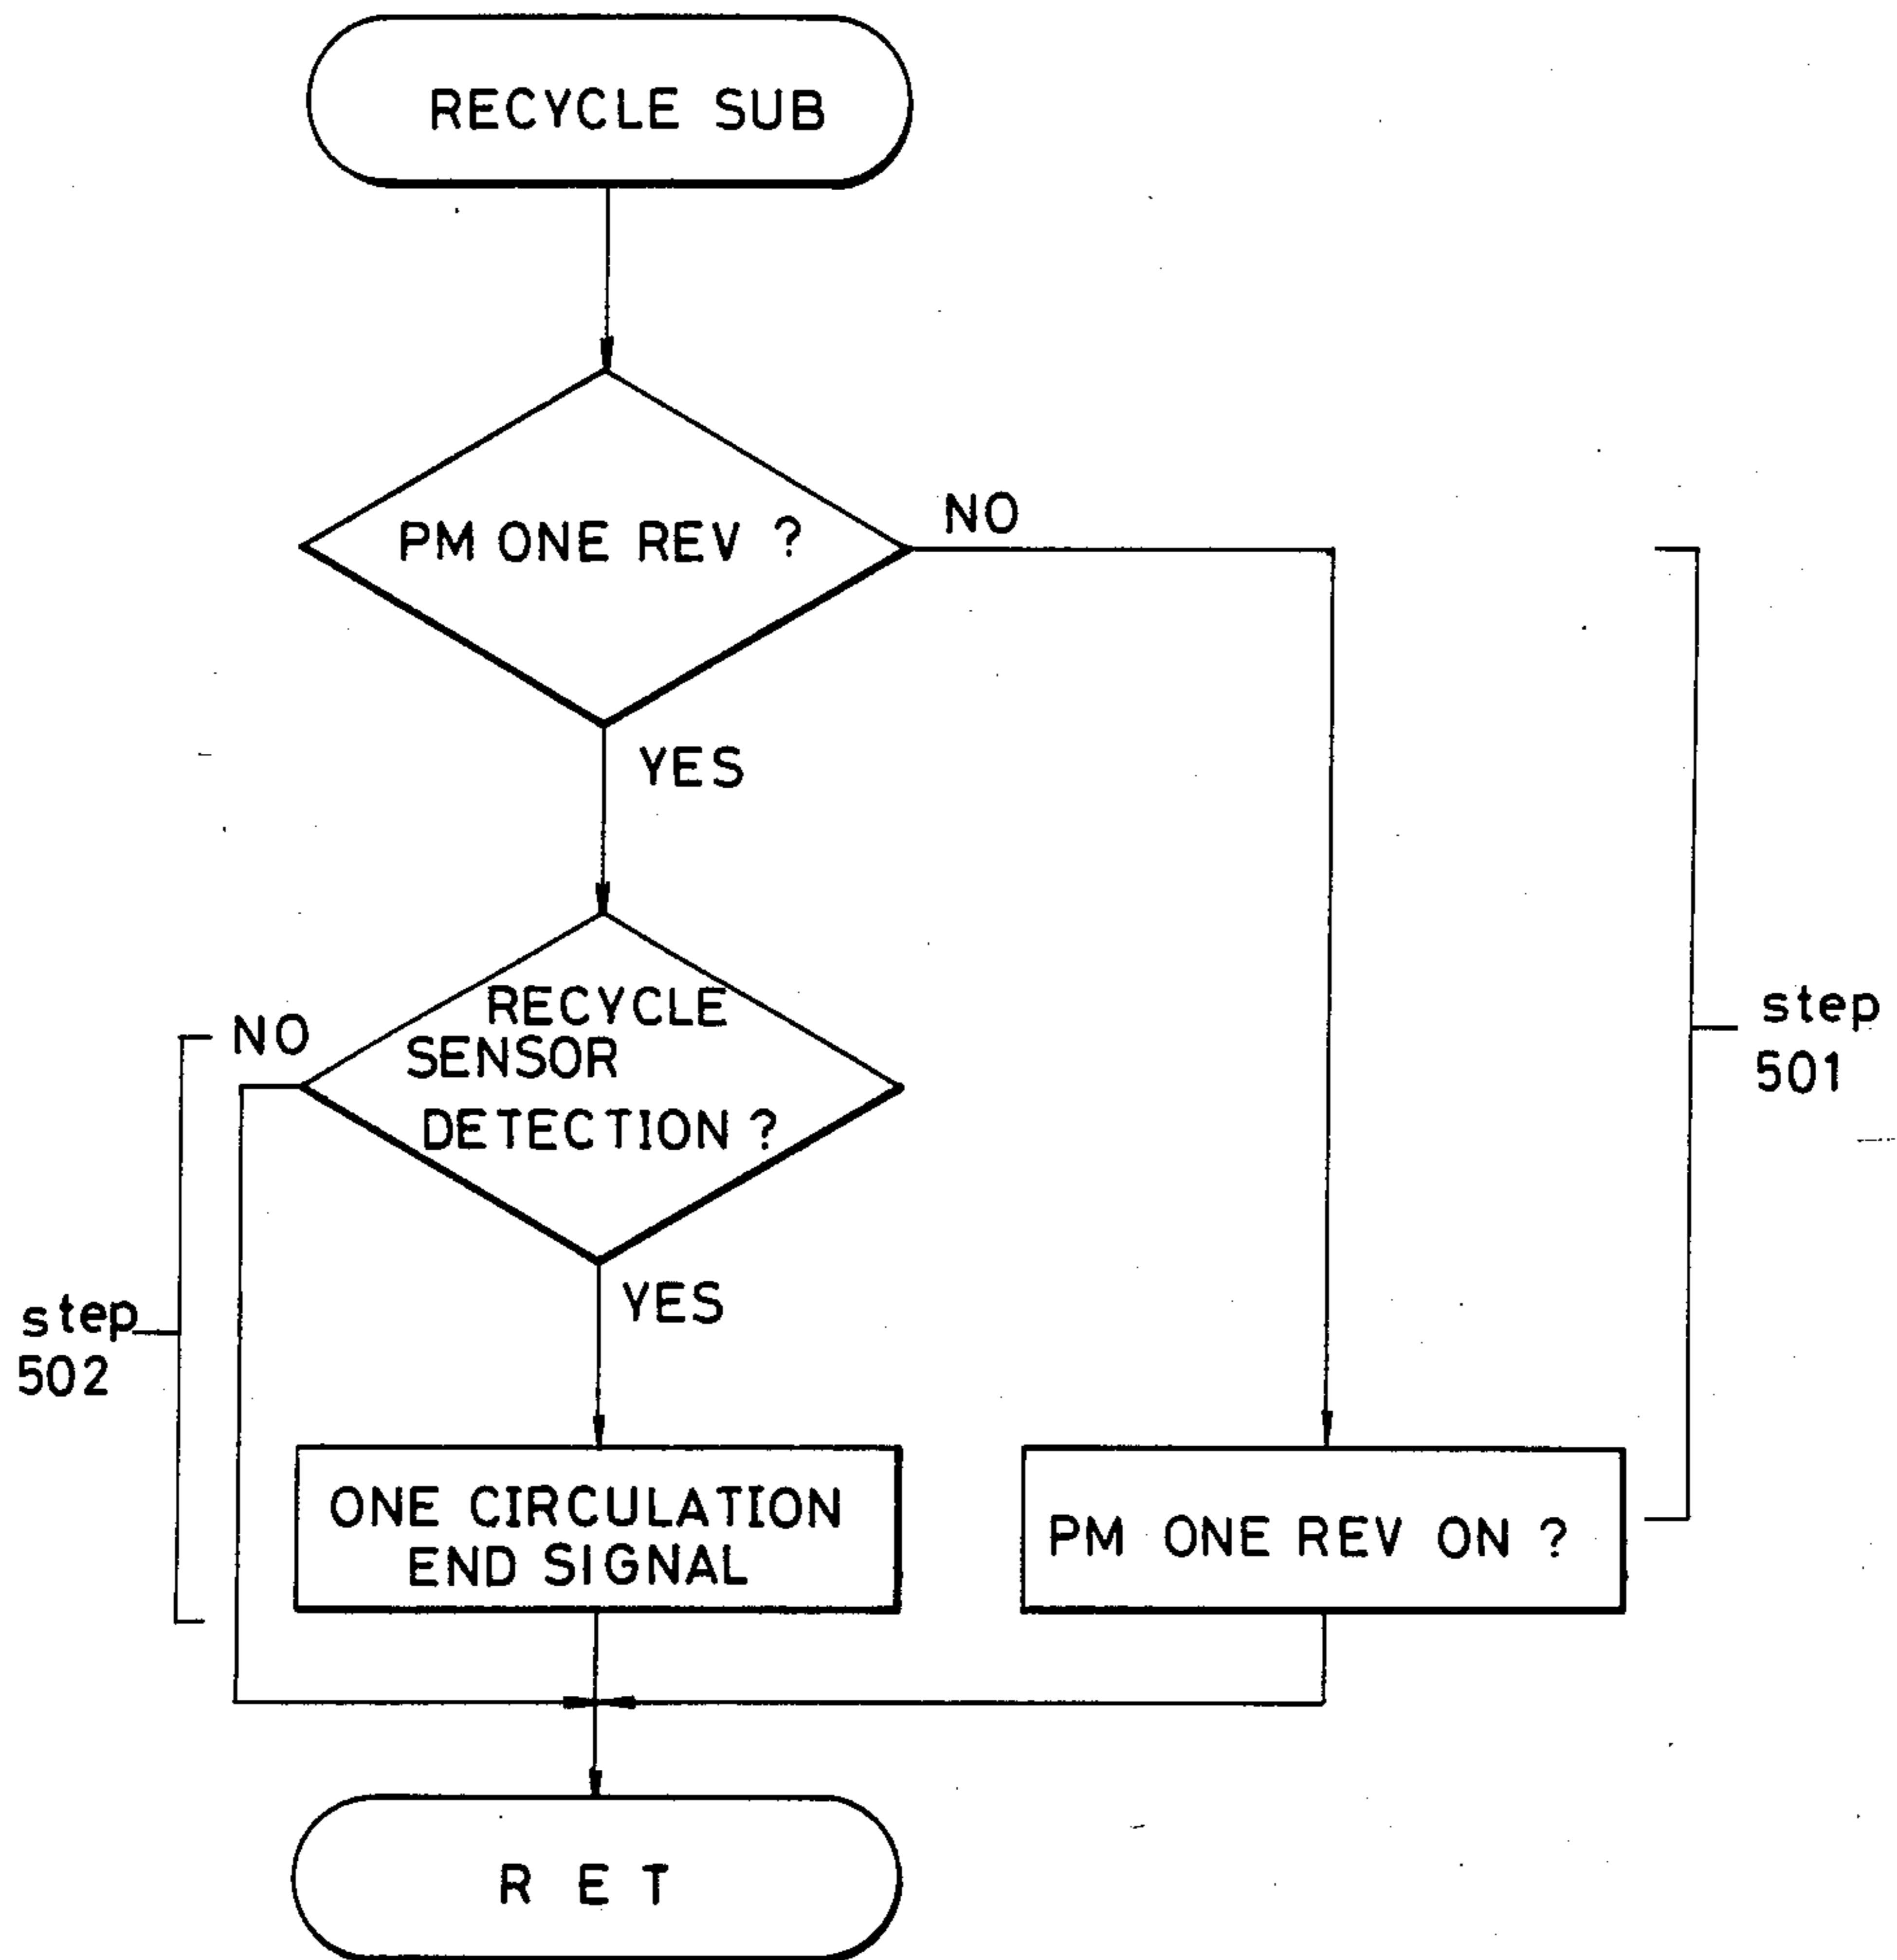 RECYCLE SUB
PM ONE REV ?
NO
YES
RECYCLE
SENSOR
DETECTION ?
NO
step
501
YES
step
502
ONE CIRCULATION
END SIGNAL
PM ONE REV ON ?
R E T